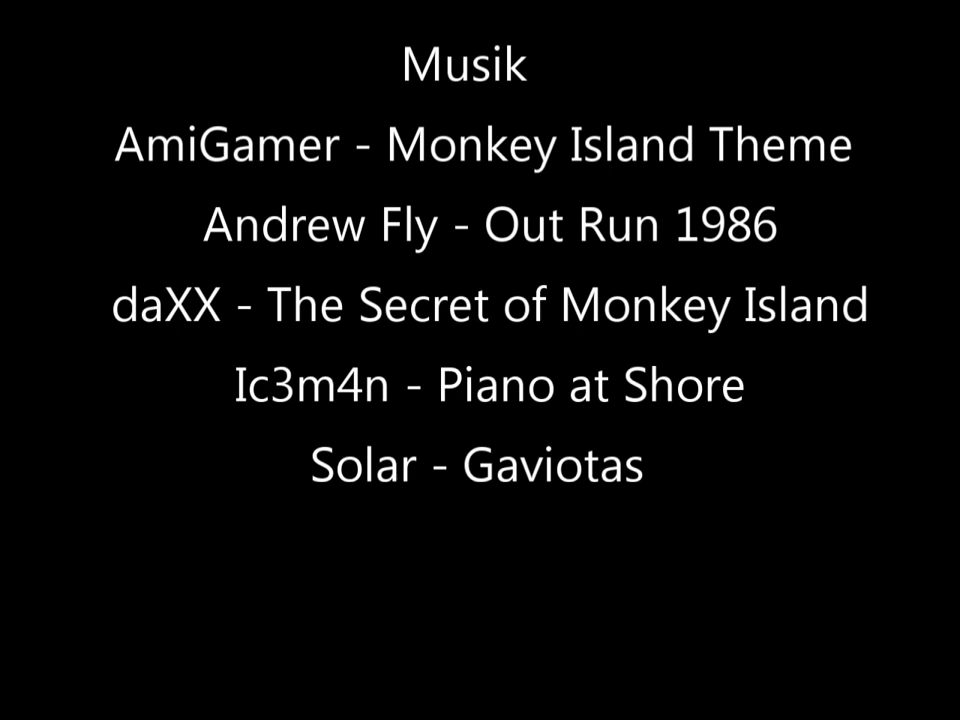 Musik
AmiGamer - Monkey Island Theme
Andrew Fly - Out Run 1986
daXX - The Secret of Monkey Island
Ic3m4n - Piano at Shore
Solar - Gaviotas